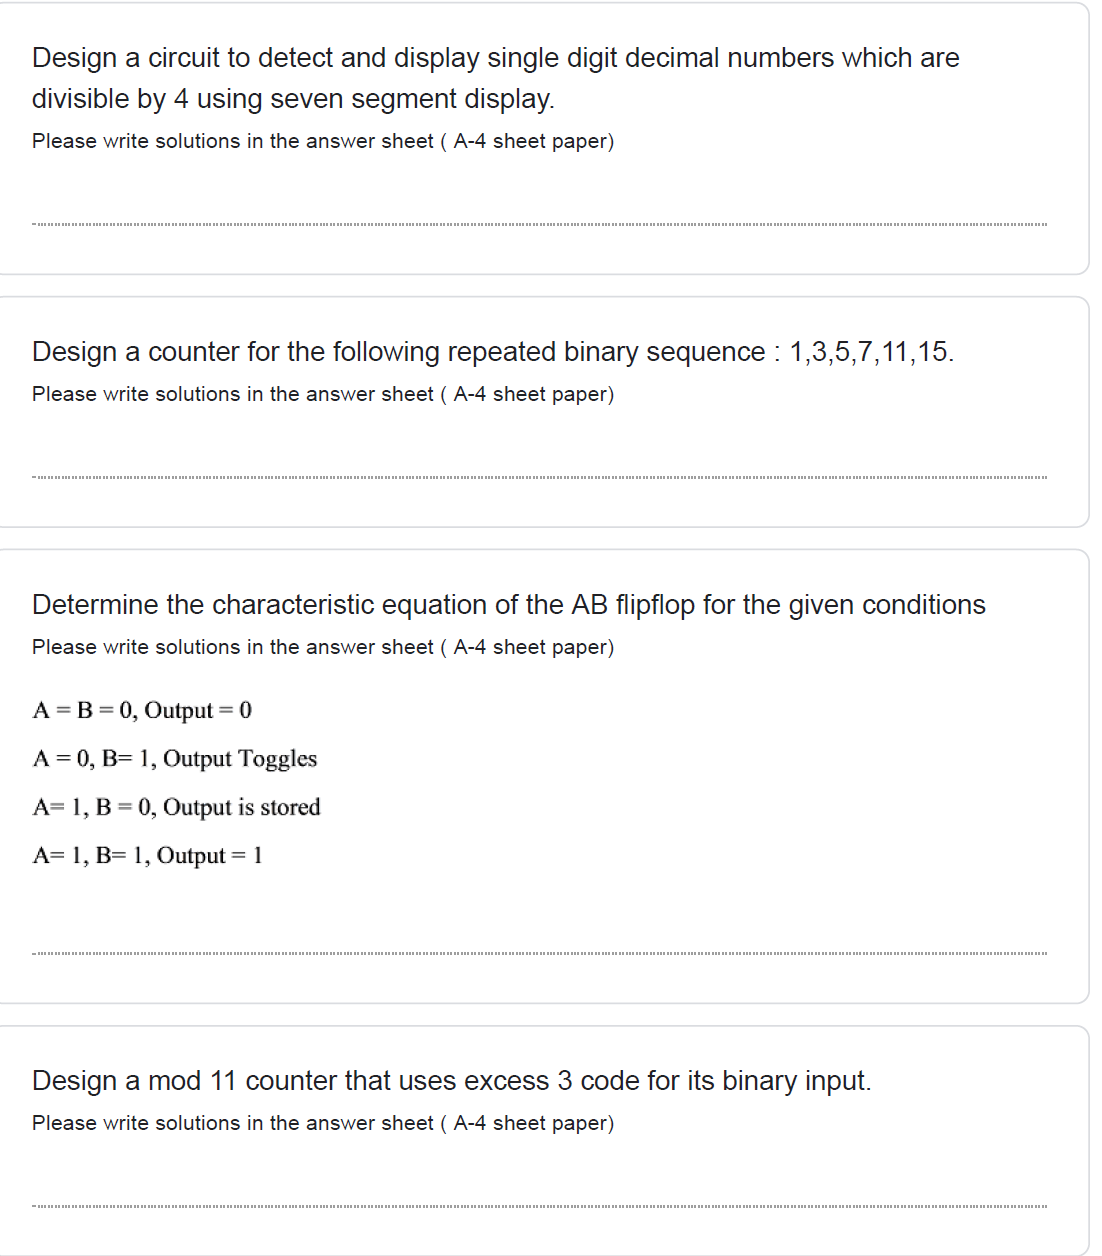 Design a circuit to detect and display single digit decimal numbers which are
divisible by 4 using seven segment display.
Please write solutions in the answer sheet ( A-4 sheet paper)
Design a counter for the following repeated binary sequence : 1,3,5,7,11,15.
Please write solutions in the answer sheet ( A-4 sheet paper)
Determine the characteristic equation of the AB flipflop for the given conditions
Please write solutions in the answer sheet ( A-4 sheet paper)
A = B = 0, Output = 0
A = 0, B= 1, Output Toggles
A= 1, B = 0, Output is stored
A= 1, B= 1, Output = 1
Design a mod 11 counter that uses excess 3 code for its binary input.
Please write solutions in the answer sheet ( A-4 sheet paper)